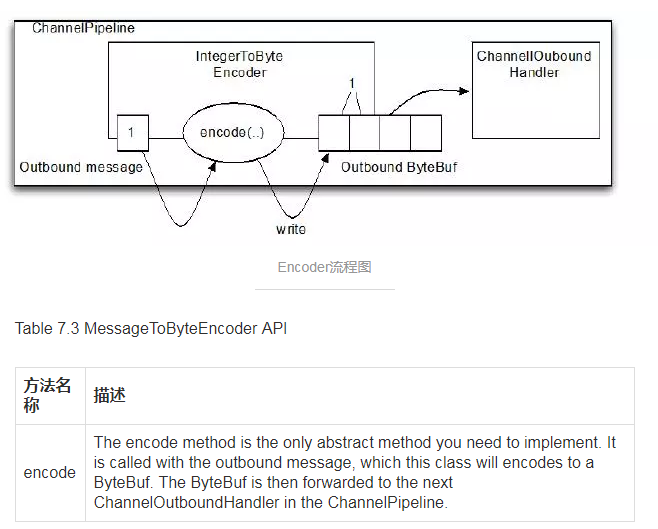 ChannelPipeline
IntegerToByte
Encoder
ChannelIOubound
Handler
1
1
encode(..)
Outbound message
Outbound ByteBuf
write
Encoder流程图
Table 7.3 MessageToByteEncoder API
方法名
称
描述
encode
The encode method is the only abstract method you need to implement. It
is called with the outbound message, which this class will encodes to a
ByteBuf. The ByteBuf is then forwarded to the next
ChannelOutboundHandler in the ChannelPipeline.